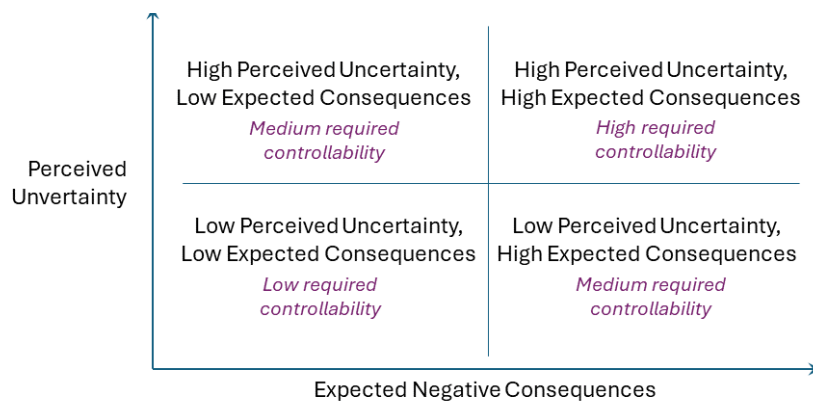 High Perceived Uncertainty,
Low Expected Consequences
Medium required
controllability
High Perceived Uncertainty,
High Expected Consequences
High required
controllability
Perceived
Unvertainty
Low Perceived Uncertainty,
Low Expected Consequences
Low required
controllability
Low Perceived Uncertainty,
High Expected Consequences
Medium required
controllability
Expected Negative Consequences